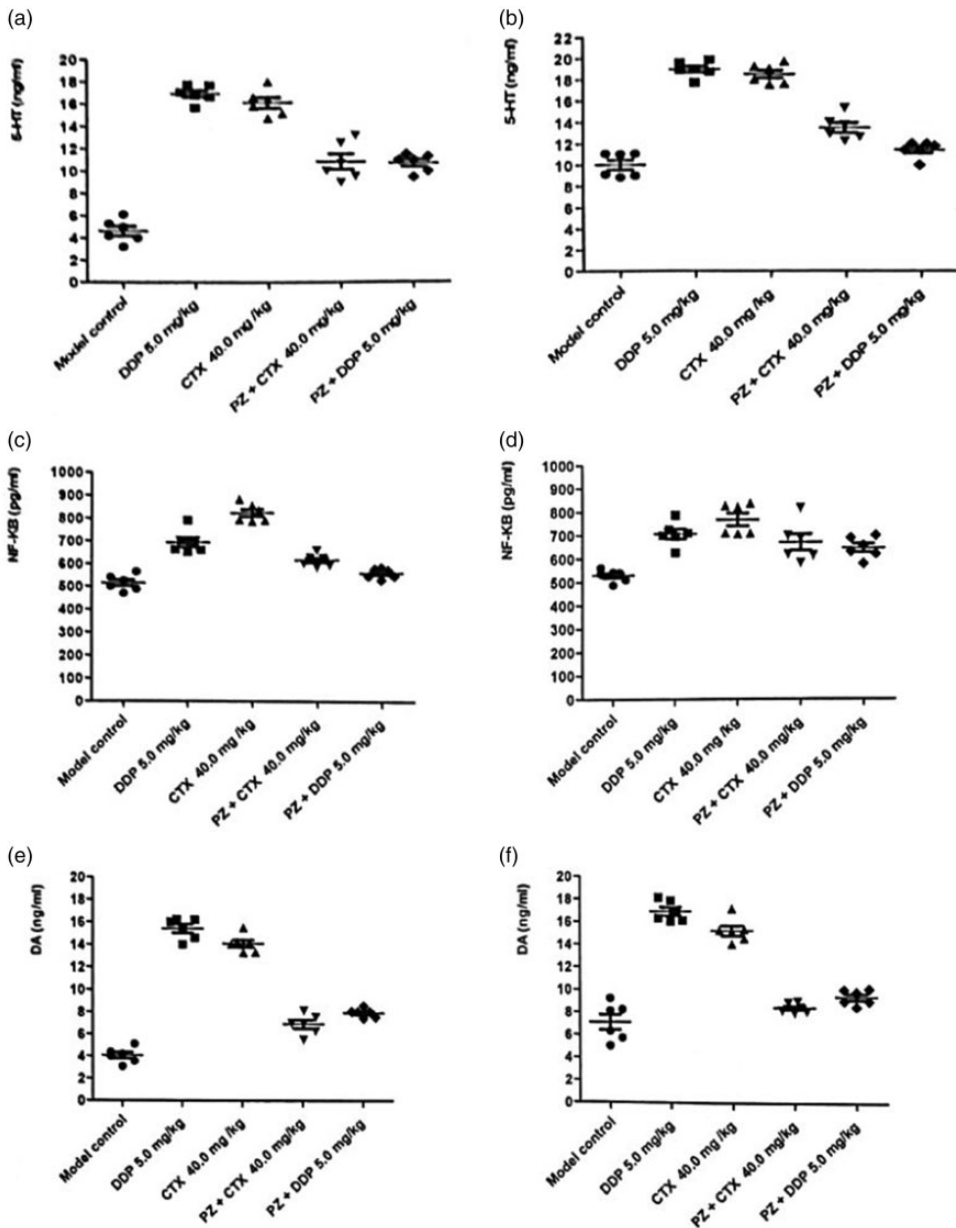 (a)
5-HT (ng/ml)
20
18
16
14
12
10
8
6
4
2
0
Model control
DDP 5.0 mg/kg
CTX 40.0 mg /kg
PZ + CTX 40.0 mg/kg
PZ + DDP 5.0 mg/kg
(b)
5-HT (ng/ml)
22
20
18
16
14
12
10
8
6
4
2
0
Model control
DDP 5.0 mg/kg
CTX 40.0 mg /kg
PZ + CTX 40.0 mg/kg
PZ + DDP 5.0 mg/kg
(c)
NF-KB (pg/ml)
1000
900
800
700
600
500
400
300
200
100
0
Model control
DDP 5.0 mg/kg
CTX 40.0 mg /kg
PZ + CTX 40.0 mg/kg
PZ + DDP 5.0 mg/kg
(d)
NF-KB (pg/ml)
1000
900
800
700
600
500
400
300
200
100
0
Model control
DDP 5.0 mg/kg
CTX 40.0 mg /kg
PZ + CTX 40.0 mg/kg
PZ + DDP 5.0 mg/kg
(e)
DA (ng/ml)
20
18
16
14
12
10
8
6
4
2
0
Model control
DDP 5.0 mg/kg
CTX 40.0 mg /kg
PZ + CTX 40.0 mg/kg
PZ + DDP 5.0 mg/kg
(f)
DA (ng/ml)
20
18
16
14
12
10
8
6
4
2
0
Model control
DDP 5.0 mg/kg
CTX 40.0 mg /kg
PZ + CTX 40.0 mg/kg
PZ + DDP 5.0 mg/kg